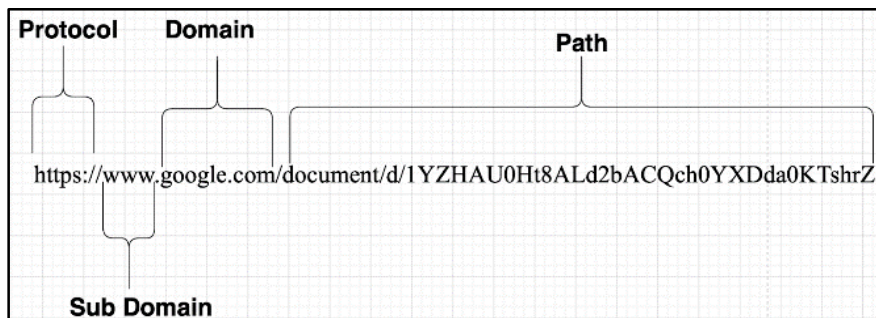 Protocol Domain
Path
https://www.google.com/document/d/1YZHAU0Ht8ALd2bACQch0YXDda0KTshrZ
Sub Domain